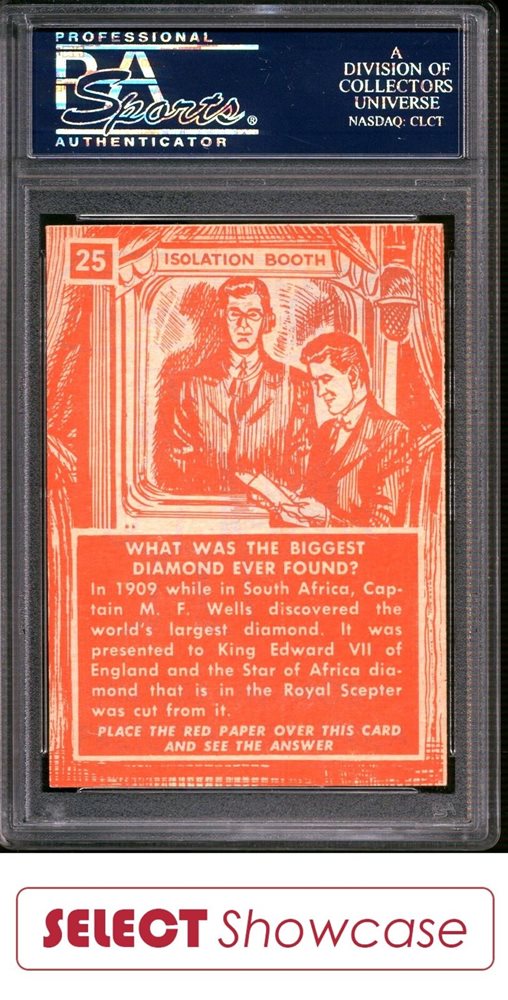 PROFESSIONAL
PSA
Sports®
AUTHENTICATOR
A
DIVISION OF
COLLECTORS
UNIVERSE
NASDAQ: CLCT
25
ISOLATION BOOTH
WHAT WAS THE BIGGEST
DIAMOND EVER FOUND?
In 1909 while in South Africa, Cap-
tain M. F. Wells discovered the
world's largest diamond. It was
presented to King Edward VII of
England and the Star of Africa dia-
mond that is in the Royal Scepter
was cut from it.
PLACE THE RED PAPER OVER THIS CARD
AND SEE THE ANSWER
SELECT Showcase